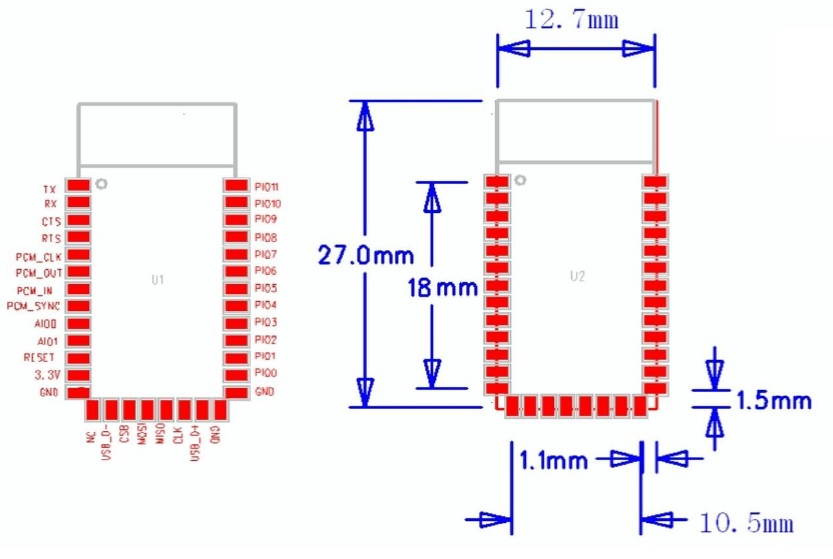 12.7mm
TX
RX
CTS
RTS
PCM_CLK
PCM_OUT
PCM_IN
PCM_SYNC
AIO0
AIO1
RESET
3.3V
GND
U1
PIO11
PIO10
PIO9
PIO8
PIO7
PIO6
PIO5
PIO4
PIO3
PIO2
PIO1
PIO0
GND
NC
USB_D-
CSB
MOSI
MISO
CLK
USB_D+
GND
27.0mm
18mm
U2
1.5mm
1.1mm
10.5mm